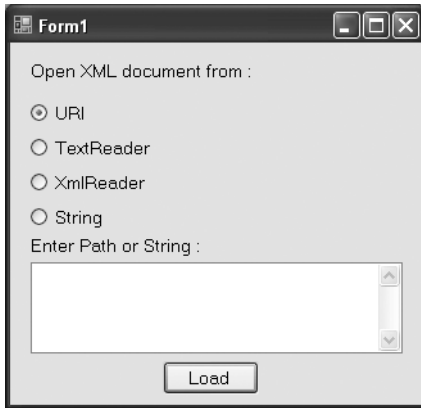 Form1
Open XML document from :
URI
TextReader
XmlReader
String
Enter Path or String :
Load